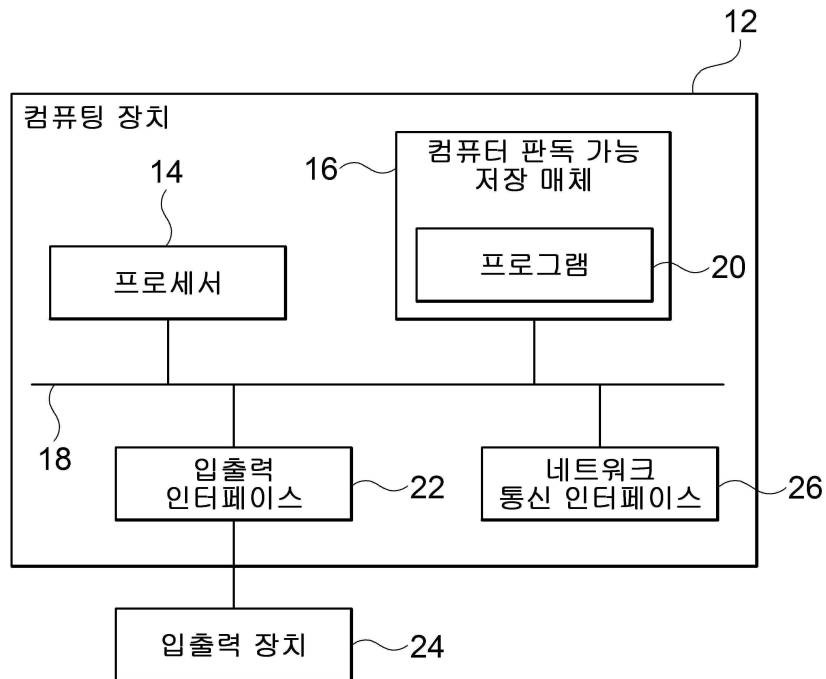 12
컴퓨팅 장치
14
16
컴퓨터 판독 가능
저장 매체
프로세서
프로그램
20
18
입출력
인터페이스
22
네트워크
통신 인터페이스
26
입출력 장치
24